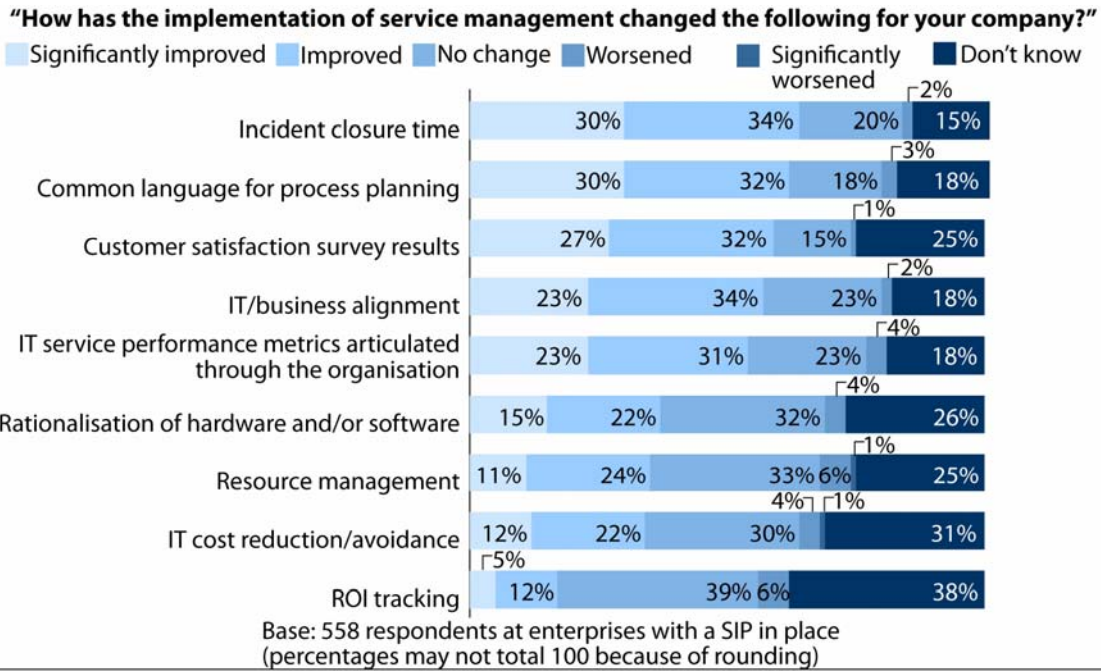 “How has the implementation of service management changed the following for your company?”
Significantly improved Improved No change Worsened Significantly worsened Don't know
2%
Incident closure time 30% 34% 20% 15%
3%
Common language for process planning 30% 32% 18% 18%
1%
Customer satisfaction survey results 27% 32% 15% 25%
2%
IT/business alignment 23% 34% 23% 18%
4%
IT service performance metrics articulated
through the organisation 23% 31% 23% 18%
4%
Rationalisation of hardware and/or software 15% 22% 32% 26%
1%
Resource management 11% 24% 33% 6% 25%
4% 1%
IT cost reduction/avoidance 12% 22% 30% 31%
5%
ROI tracking 12% 39% 6% 38%
Base: 558 respondents at enterprises with a SIP in place
(percentages may not total 100 because of rounding)